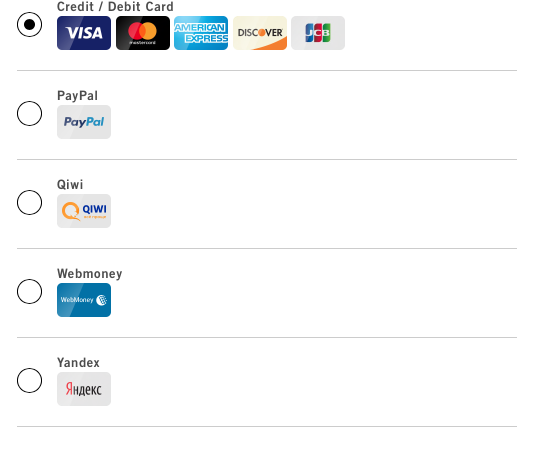 Credit / Debit Card
VISA mastercard AMERICAN EXPRESS DISCOVER JCB
PayPal
PayPal
Qiwi
QIWI
Webmoney
WebMoney
Yandex
Яндекс